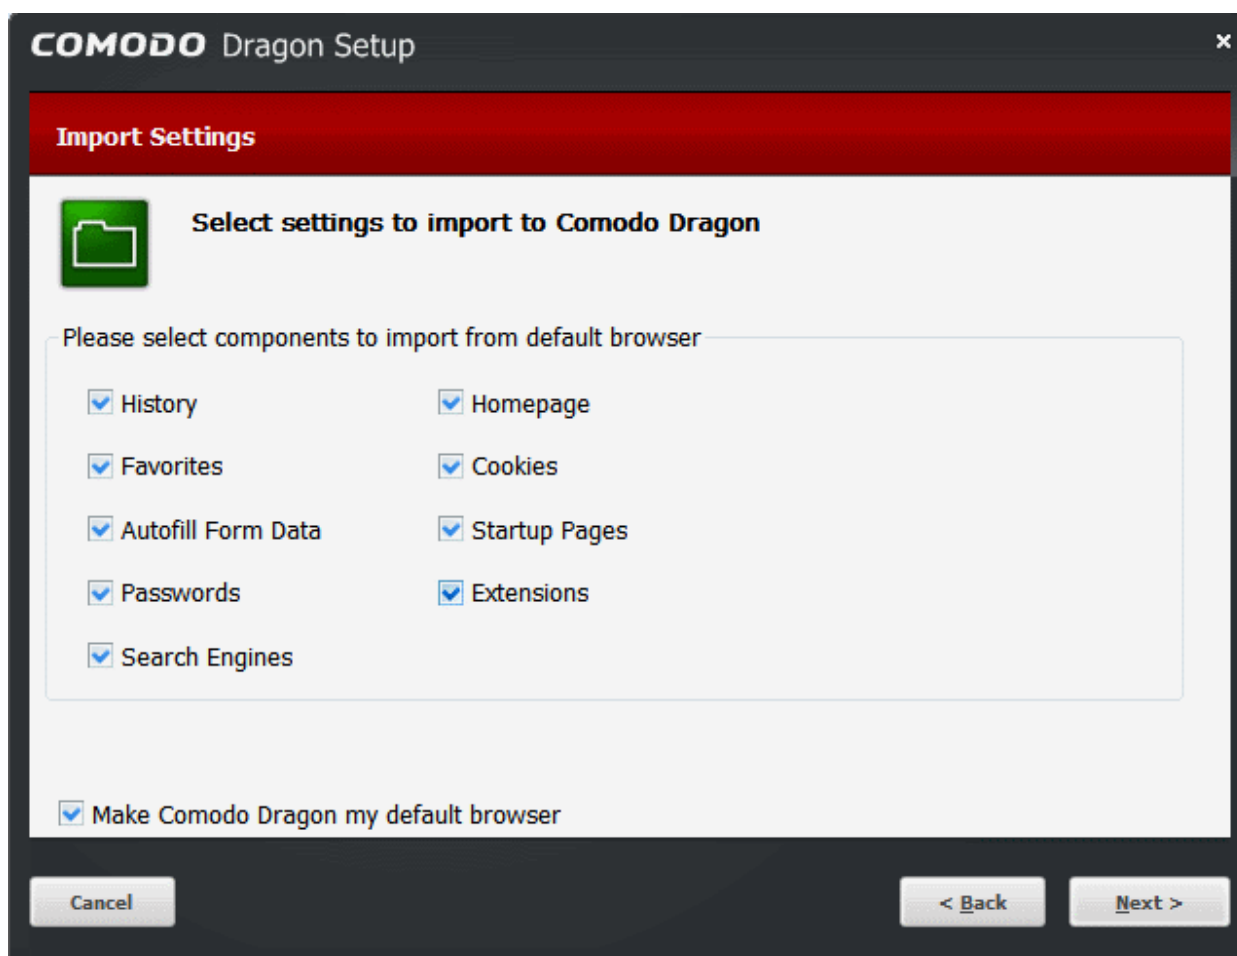 COMODO Dragon Setup
Import Settings
Select settings to import to Comodo Dragon
Please select components to import from default browser
History
Homepage
Favorites
Cookies
Autofill Form Data
Startup Pages
Passwords
Extensions
Search Engines
Make Comodo Dragon my default browser
Cancel
< Back
Next >